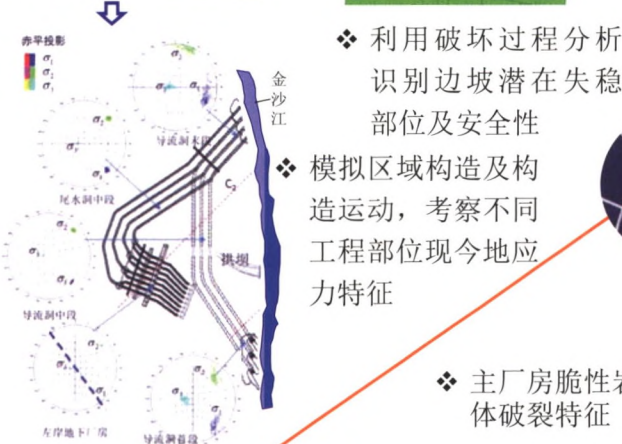 赤平投影
σ₁
σ₂
σ₃
金沙江
导流洞末段
尾水洞中段
C₂
拱坝
导流洞中段
左岸地下厂房
导流洞首段
❖ 利用破坏过程分析
识别边坡潜在失稳
部位及安全性
❖ 模拟区域构造及构
造运动，考察不同
工程部位现今地应
力特征
❖ 主厂房脆性岩
体破裂特征